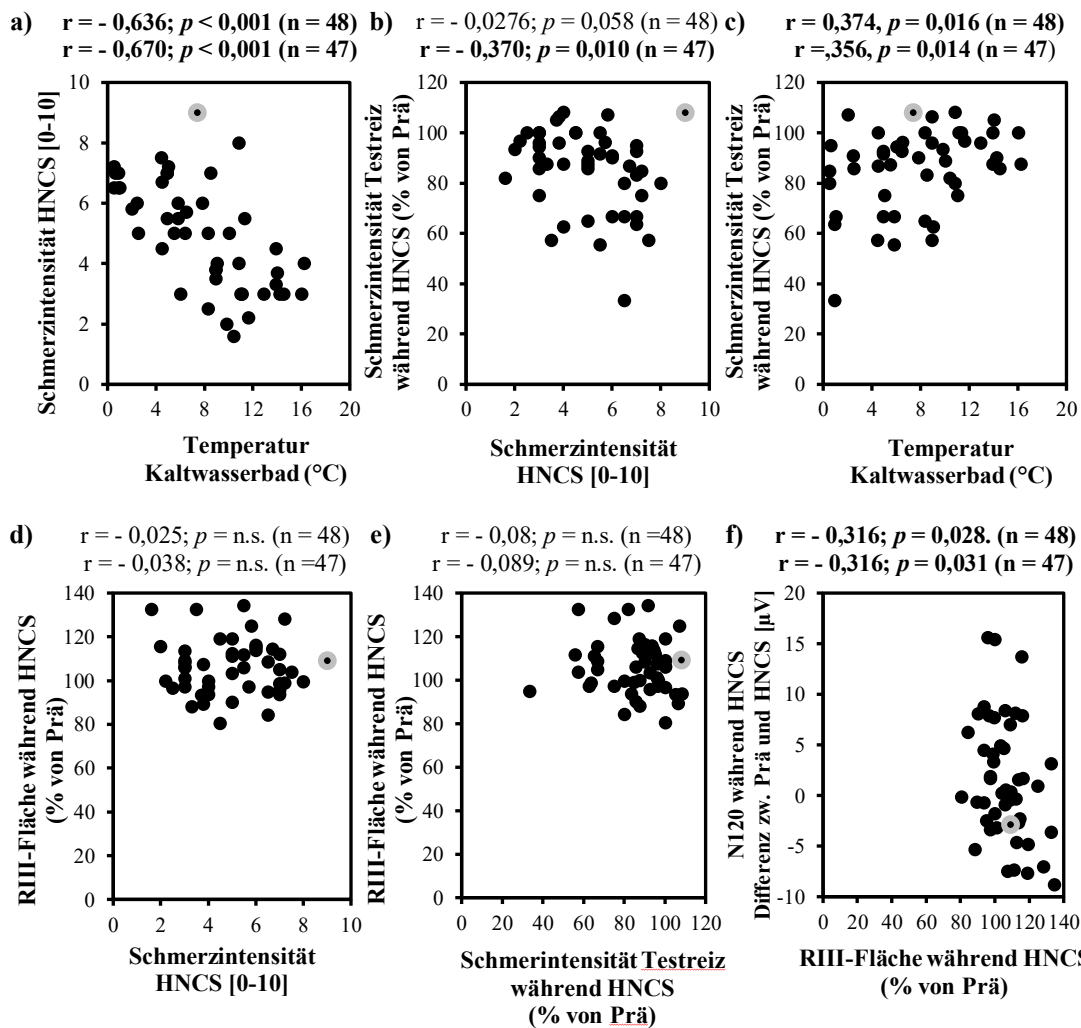 a)
r = - 0,636; p < 0,001 (n = 48)
r = - 0,670; p < 0,001 (n = 47)
Schmerzintensität HNCS [0-10]
10
8
6
4
2
0
0 4 8 12 16 20
Temperatur
Kaltwasserbad (°C)
b)
r = - 0,0276; p = 0,058 (n = 48)
r = - 0,370; p = 0,010 (n = 47)
Schmerzintensität Testreiz
während HNCS (% von Prä)
120
100
80
60
40
20
0
0 2 4 6 8 10
Schmerzintensität
HNCS [0-10]
c)
r = 0,374, p = 0,016 (n = 48)
r =,356, p = 0,014 (n = 47)
Schmerzintensität Testreiz
während HNCS (% von Prä)
120
100
80
60
40
20
0
0 4 8 12 16 20
Temperatur
Kaltwasserbad (°C)
d)
r = - 0,025; p = n.s. (n = 48)
r = - 0,038; p = n.s. (n =47)
RIII-Fläche während HNCS
(% von Prä)
140
120
100
80
60
40
20
0
0 2 4 6 8 10
Schmerzintensität
HNCS [0-10]
e)
r = - 0,08; p = n.s. (n =48)
r = - 0,089; p = n.s. (n = 47)
RIII-Fläche während HNCS
(% von Prä)
140
120
100
80
60
40
20
0
0 20 40 60 80 100 120
Schmerintensität Testreiz
während HNCS
(% von Prä)
f)
r = - 0,316; p = 0,028. (n = 48)
r = - 0,316; p = 0,031 (n = 47)
N120 während HNCS
Differenz zw. Prä und HNCS [µV]
20
15
10
5
0
-5
-10
0 20 40 60 80 100 120 140
RIII-Fläche während HNCS
(% von Prä)